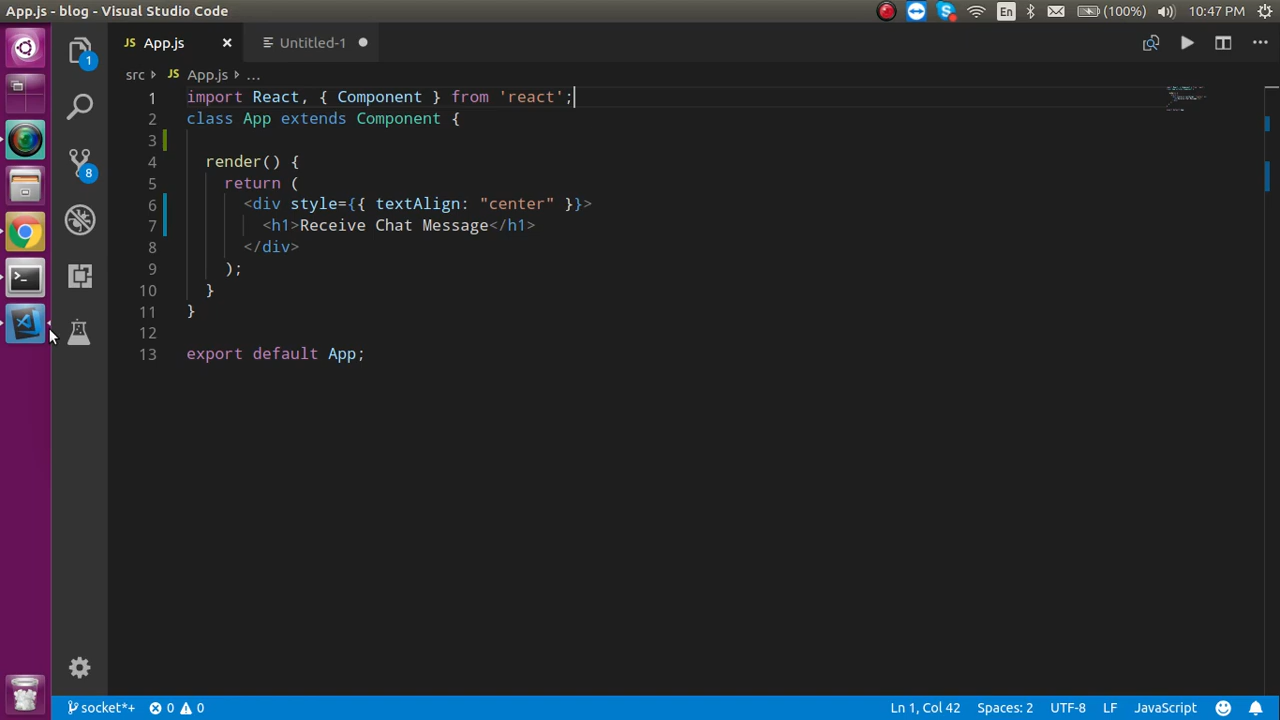 App.js - blog - Visual Studio Code
En
(100%)
10:47 PM
1
JS App.js ×
Untitled-1
src
JS App.js
...
1 import React, { Component } from 'react';
2 class App extends Component {
3
4 render() {
5 return (
6 <div style={{ textAlign: "center" }}>
7 <h1>Receive Chat Message</h1>
8 </div>
9 );
10 }
11 }
12
13 export default App;
8
socket*+
0
0
Ln 1, Col 42
Spaces: 2
UTF-8
LF
JavaScript